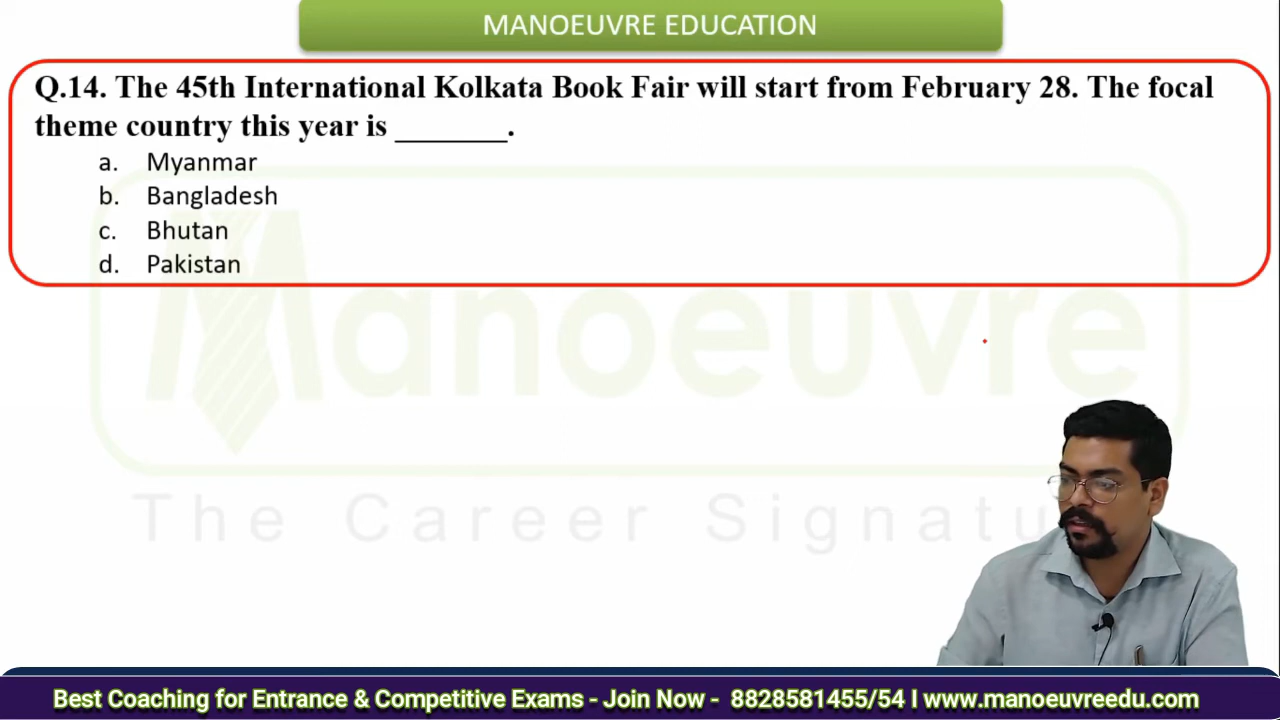 MANOEUVRE EDUCATION
Q.14. The 45th International Kolkata Book Fair will start from February 28. The focal
theme country this year is ________.
a. Myanmar
b. Bangladesh
c. Bhutan
d. Pakistan
Manoeuvre
The Career Signatu
Best Coaching for Entrance & Competitive Exams - Join Now - 8828581455/54 I www.manoeuvreedu.com